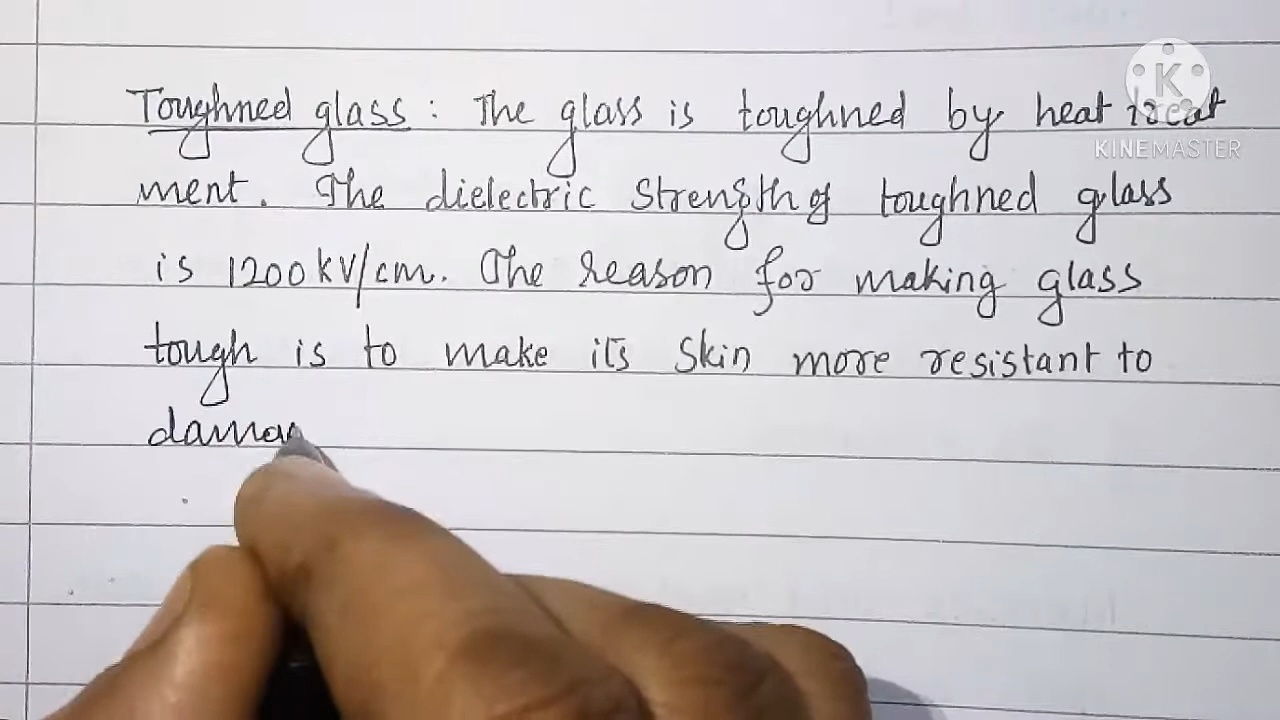 Toughned glass : The glass is toughned by heat treat
ment. The dielectric strength of toughned glass
is 1200kV/cm. The reason for making glass
tough is to make its skin more resistant to
dama
K
KINEMASTER